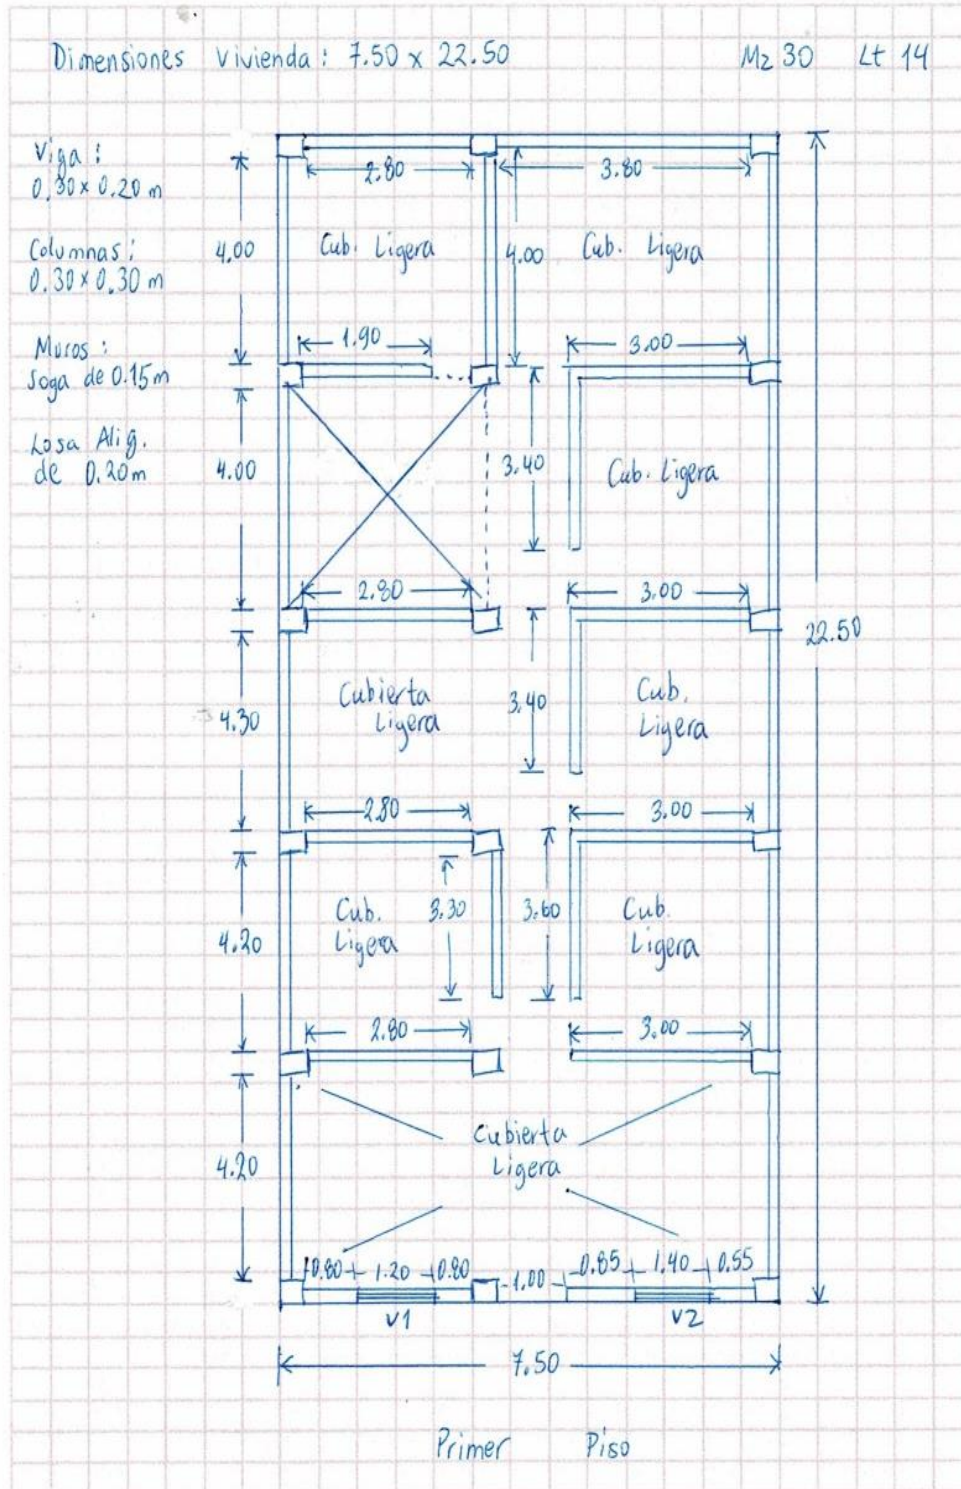 Dimensiones Vivienda: 7.50 x 22.50
Mz 30 Lt 14
Viga:
0.30 x 0.20 m
Columnas:
0.30 x 0.30 m
Muros:
Soga de 0.15m
Losa Alig.
de 0.20m
2.80
3.80
4.00
Cub. Ligera
4.00
Cub. Ligera
1.90
3.00
4.00
3.40
Cub. Ligera
2.80
3.00
22.50
4.30
Cubierta
Ligera
3.40
Cub.
Ligera
2.80
3.00
4.20
Cub.
Ligera
3.30
3.60
Cub.
Ligera
2.80
3.00
4.20
Cubierta
Ligera
0.80 1.20 0.80 1.00 0.85 1.40 0.55
V1
V2
7.50
Primer Piso